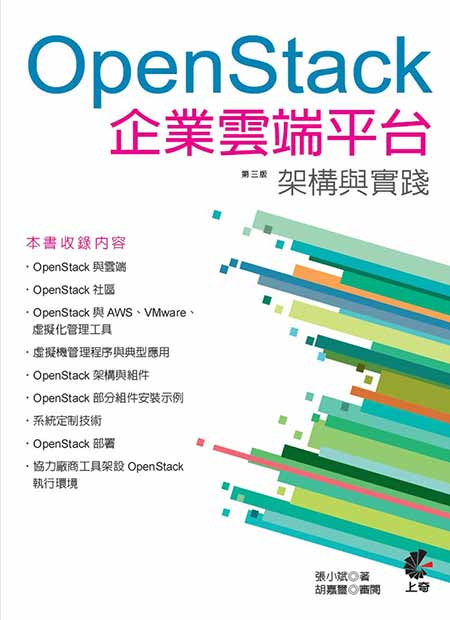 OpenStack
企業雲端平台
第三版 架構與實踐
本書收錄內容
·OpenStack 與雲端
·OpenStack 社區
·OpenStack 與 AWS、VMware、
虛擬化管理工具
·虛擬機管理程序與典型應用
·OpenStack 架構與組件
·OpenStack 部分組件安裝示例
·系統定制技術
·OpenStack 部署
·協力廠商工具架設 OpenStack
執行環境
張小斌◎著
胡嘉璽◎審閱
上奇